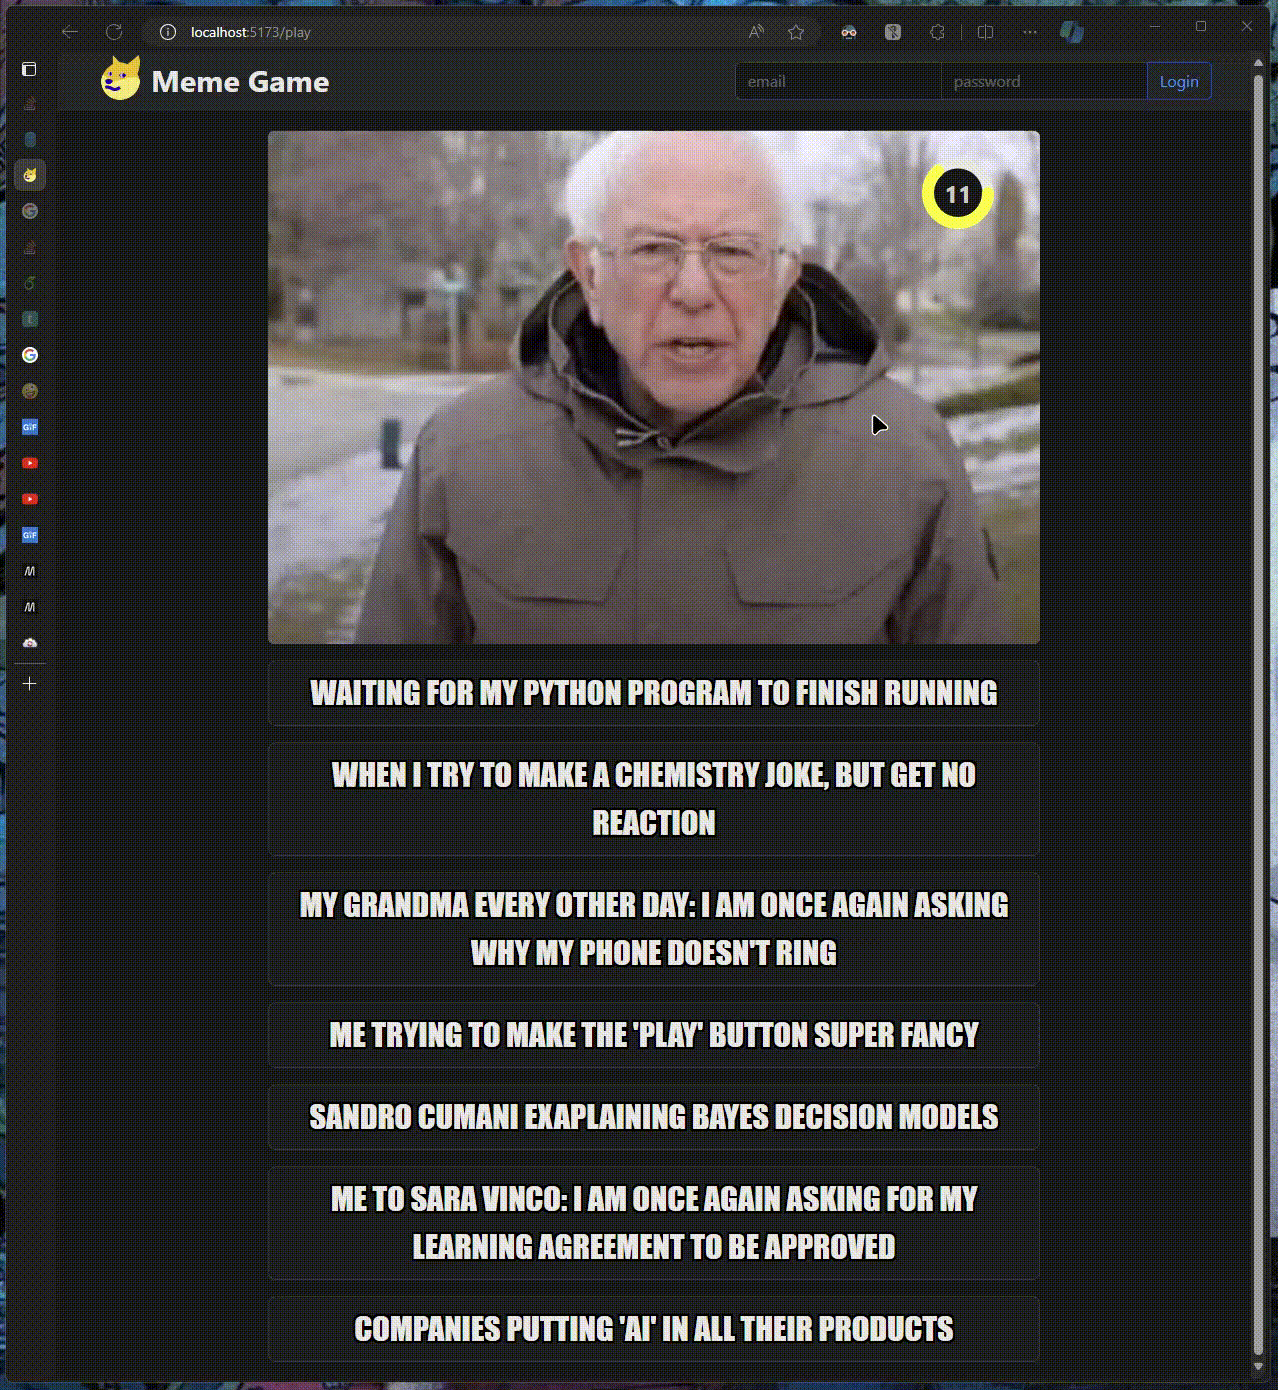 localhost:5173/play
Meme Game
email
password
Login
11
WAITING FOR MY PYTHON PROGRAM TO FINISH RUNNING
WHEN I TRY TO MAKE A CHEMISTRY JOKE, BUT GET NO
REACTION
MY GRANDMA EVERY OTHER DAY: I AM ONCE AGAIN ASKING
WHY MY PHONE DOESN'T RING
ME TRYING TO MAKE THE 'PLAY' BUTTON SUPER FANCY
SANDRO CUMANI EXAPLAINING BAYES DECISION MODELS
ME TO SARA VINCO: I AM ONCE AGAIN ASKING FOR MY
LEARNING AGREEMENT TO BE APPROVED
COMPANIES PUTTING 'AI' IN ALL THEIR PRODUCTS